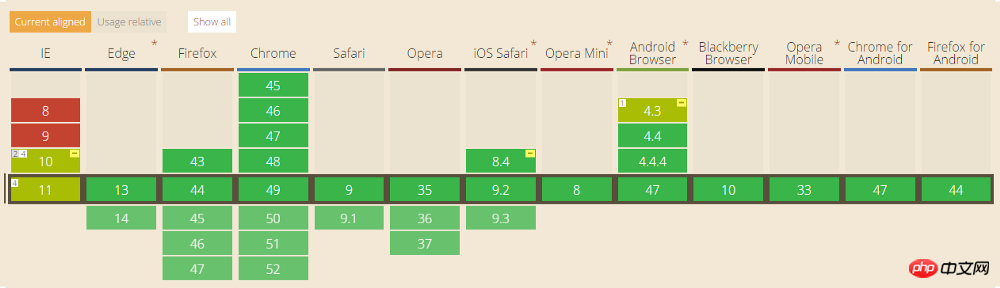 Current aligned Usage relative Show all
IE Edge * Firefox Chrome Safari Opera iOS Safari * Opera Mini * Android Browser * Blackberry Browser Opera Mobile * Chrome for Android Firefox for Android
45
8 46 1 4.3 −
9 47 4.4
2 4 10 − 43 48 8.4 − 4.4.4
4 11 13 44 49 9 35 9.2 8 47 10 33 47 44
14 45 50 9.1 36 9.3
46 51 37
47 52
php 中文网